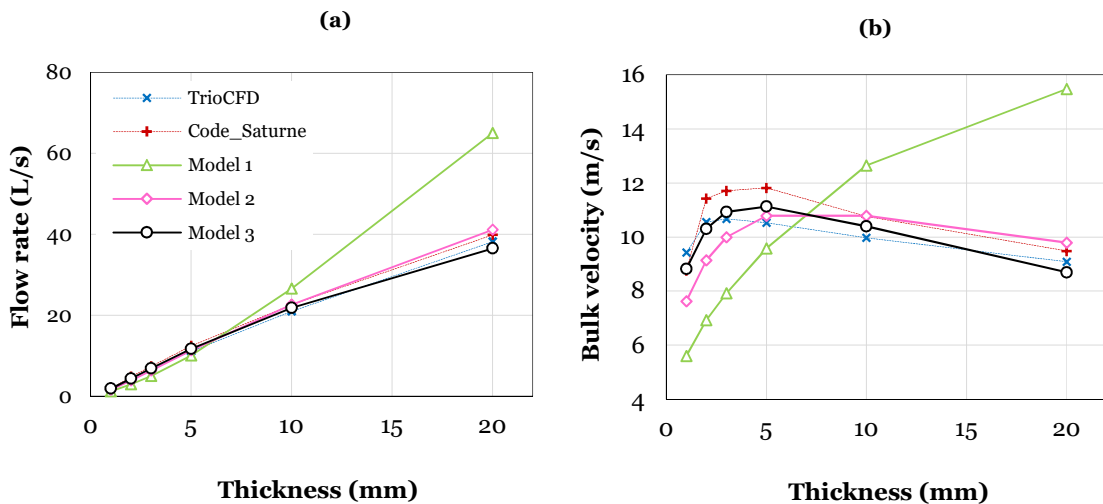 (a)
Flow rate (L/s)
80
60
40
20
0
TrioCFD
Code_Saturne
Model 1
Model 2
Model 3
0 5 10 15 20
Thickness (mm)
(b)
Bulk velocity (m/s)
16
14
12
10
8
6
4
0 5 10 15 20
Thickness (mm)